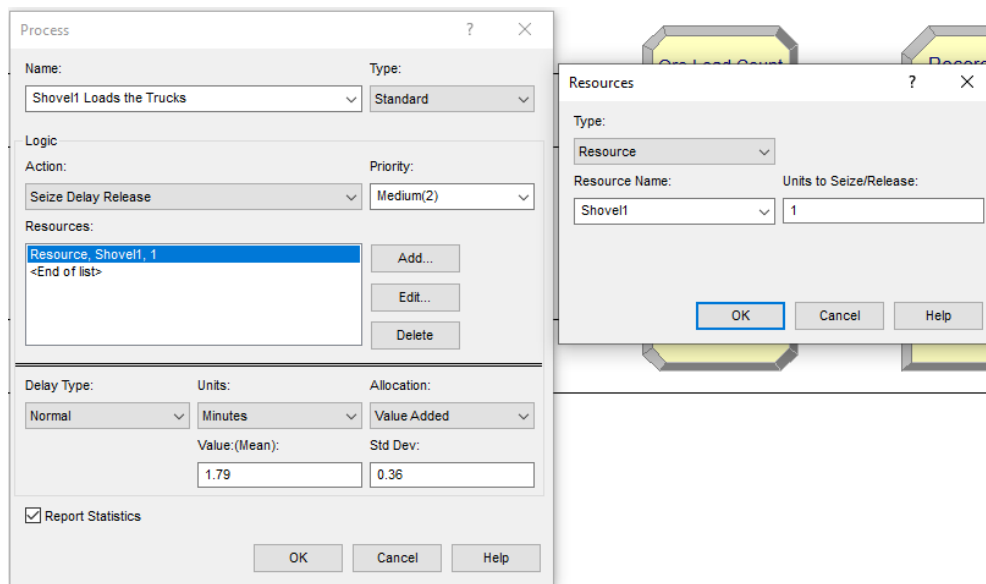 Process ?
Name: Type:
Shovel1 Loads the Trucks Standard
Logic
Action: Priority:
Seize Delay Release Medium(2)
Resources:
Resource, Shovel1, 1
<End of list>
Add...
Edit...
Delete
Delay Type: Units: Allocation:
Normal Minutes Value Added
Value:(Mean): Std Dev:
1.79 0.36
Report Statistics
OK Cancel Help
Ore Load Count
Resources ?
Type:
Resource
Resource Name: Units to Seize/Release:
Shovel1 1
OK Cancel Help